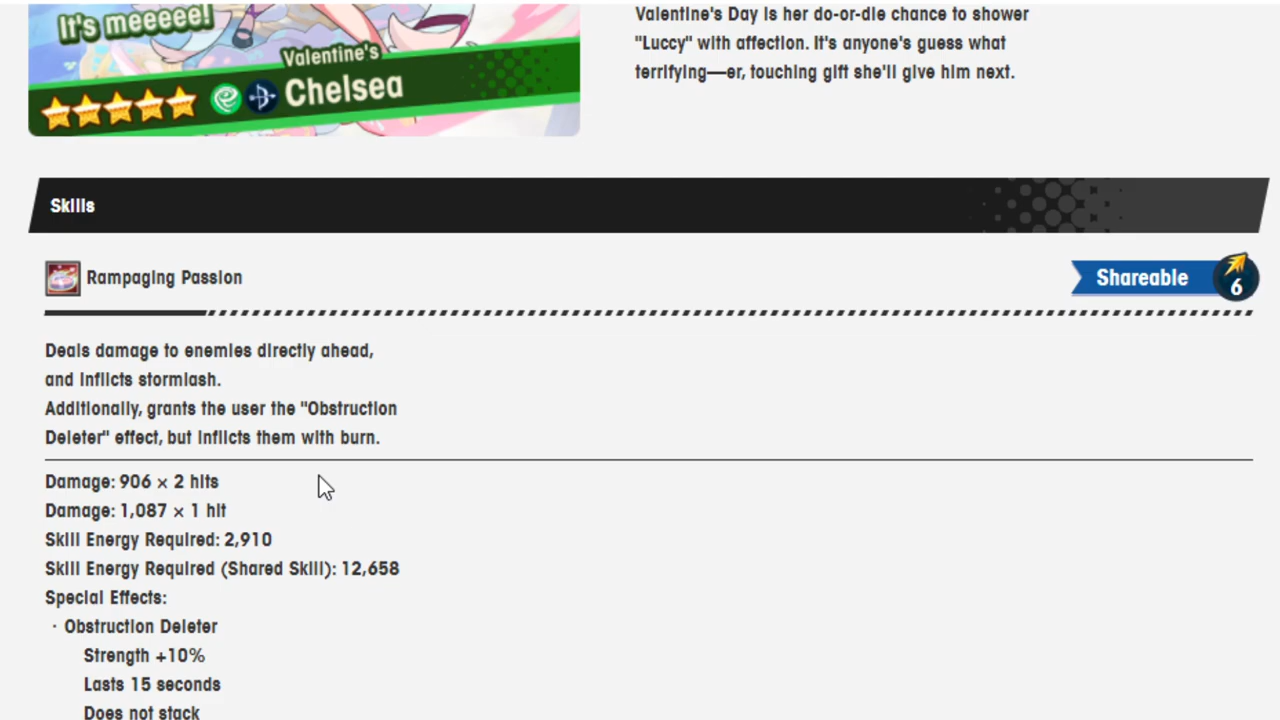 It's meeeee!
Valentine's
Chelsea
Valentine's Day is her do-or-die chance to shower
"Luccy" with affection. It's anyone's guess what
terrifying—er, touching gift she'll give him next.
Skills
Rampaging Passion
Shareable 6
Deals damage to enemies directly ahead,
and inflicts stormlash.
Additionally, grants the user the "Obstruction
Deleter" effect, but inflicts them with burn.
Damage: 906 × 2 hits
Damage: 1,087 × 1 hit
Skill Energy Required: 2,910
Skill Energy Required (Shared Skill): 12,658
Special Effects:
· Obstruction Deleter
Strength +10%
Lasts 15 seconds
Does not stack